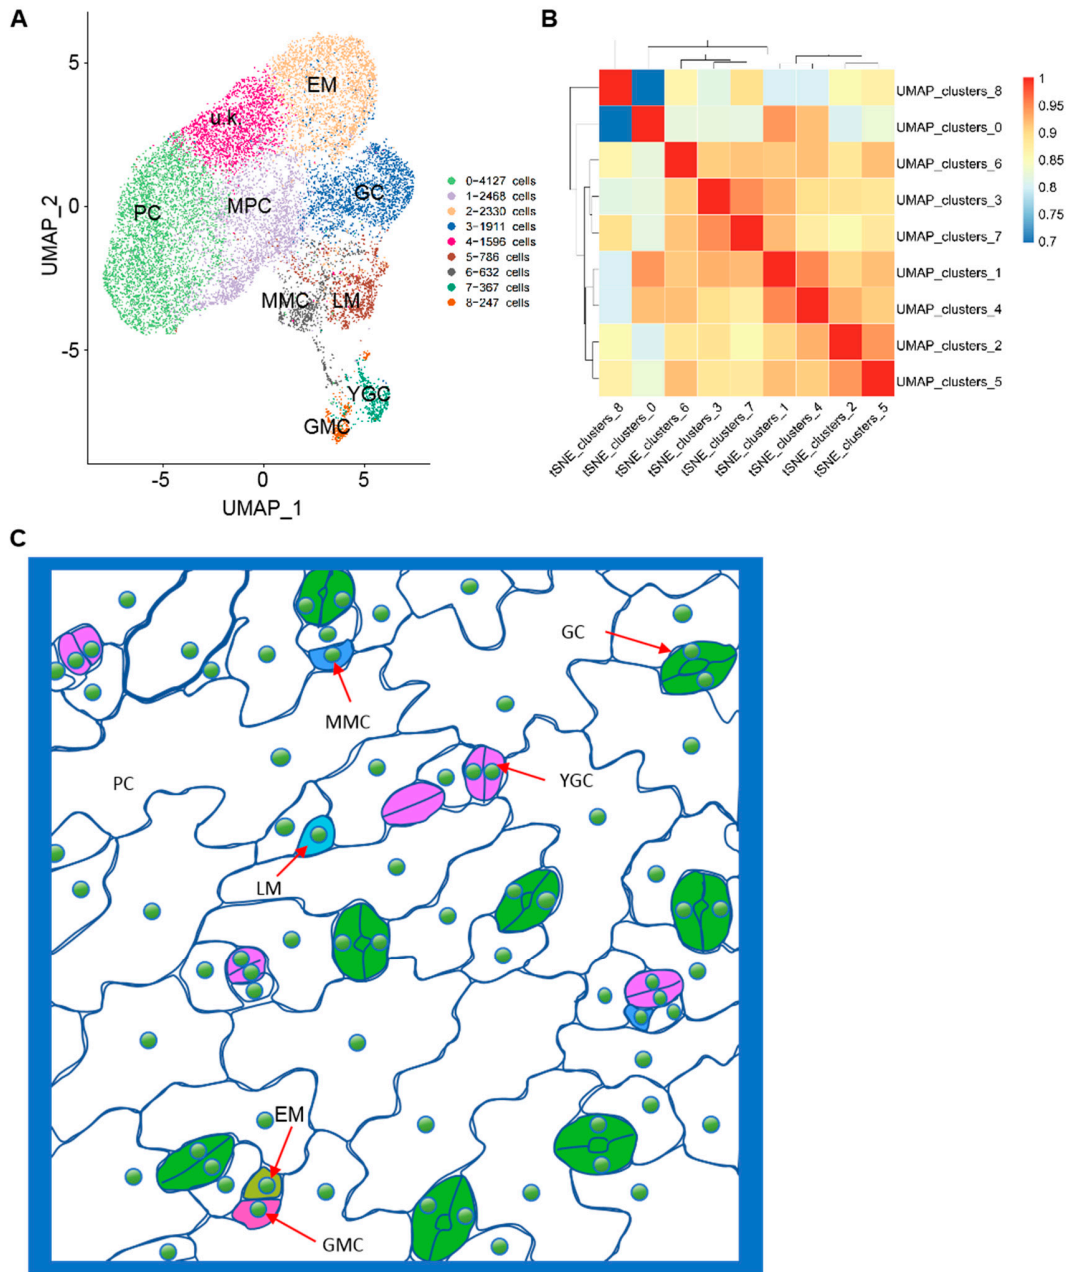 A
5
0
-5
UMAP_2
-5
0
5
UMAP_1
EM
u.k.
GC
MPC
PC
MMC
LM
YGC
GMC
0-4127 cells
1-2468 cells
2-2330 cells
3-1911 cells
4-1596 cells
5-786 cells
6-632 cells
7-367 cells
8-247 cells
B
UMAP_clusters_8
UMAP_clusters_0
UMAP_clusters_6
UMAP_clusters_3
UMAP_clusters_7
UMAP_clusters_1
UMAP_clusters_4
UMAP_clusters_2
UMAP_clusters_5
tSNE_clusters_8
tSNE_clusters_0
tSNE_clusters_6
tSNE_clusters_3
tSNE_clusters_7
tSNE_clusters_1
tSNE_clusters_4
tSNE_clusters_2
tSNE_clusters_5
1
0.95
0.9
0.85
0.8
0.75
0.7
C
GC
MMC
YGC
PC
LM
EM
GMC